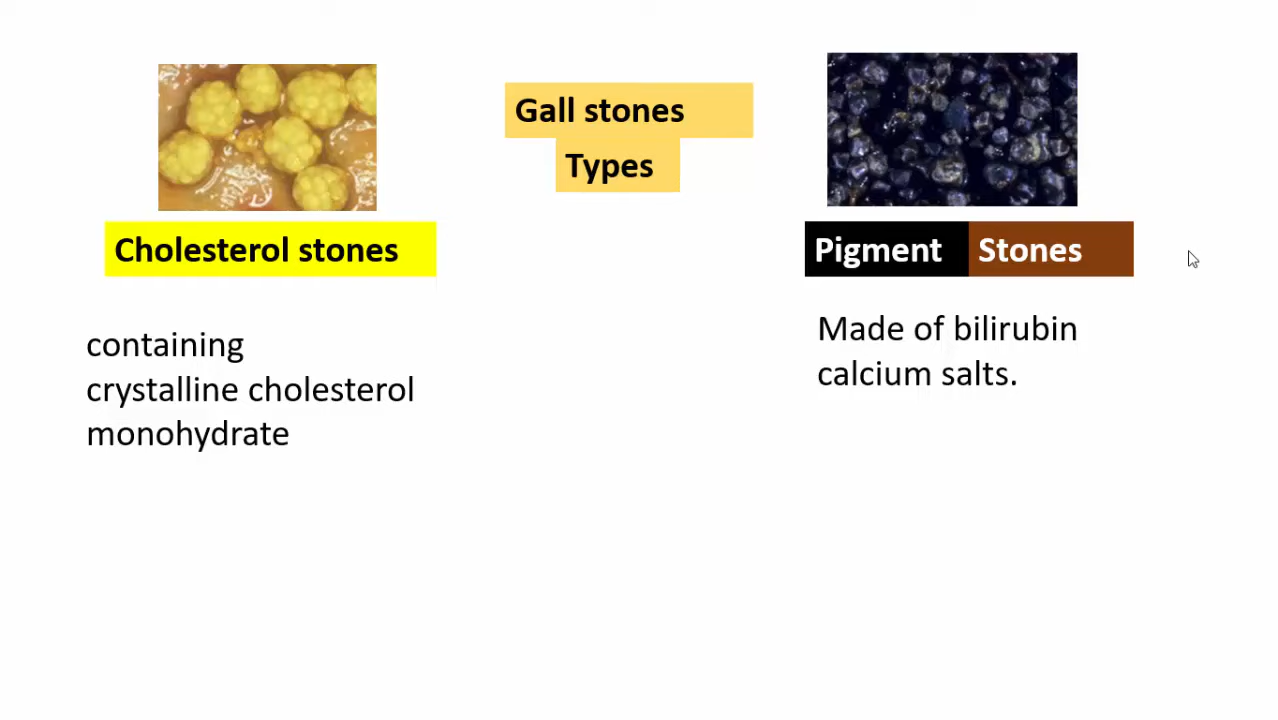 Gall stones
Types
Cholesterol stones
containing
crystalline cholesterol
monohydrate
Pigment Stones
Made of bilirubin
calcium salts.